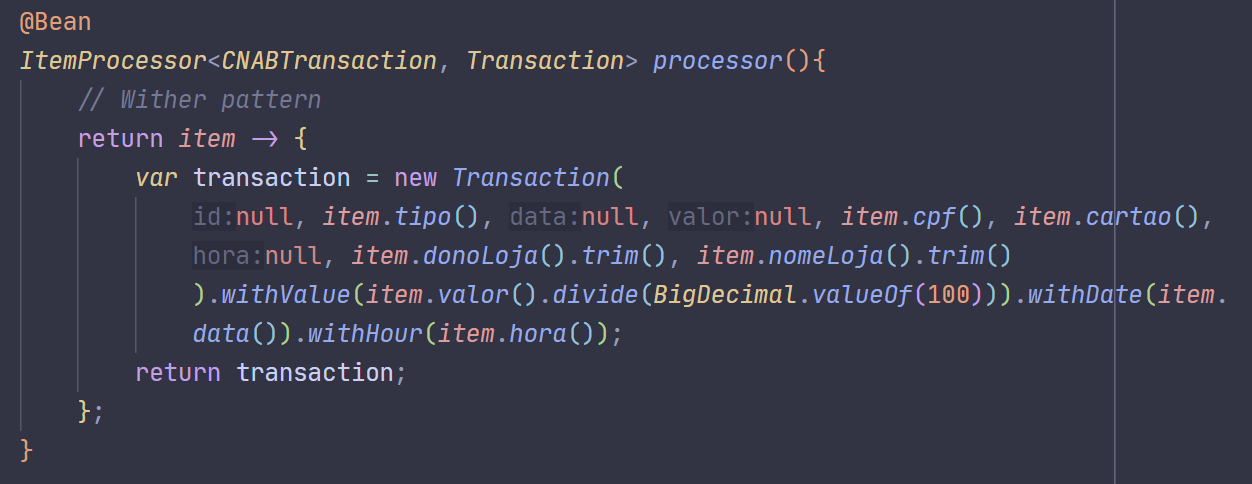 @Bean
ItemProcessor<CNABTransaction, Transaction> processor(){
    // Wither pattern
    return item -> {
        var transaction = new Transaction(
            id:null, item.tipo(), data:null, valor:null, item.cpf(), item.cartao(),
            hora:null, item.donoLoja().trim(), item.nomeLoja().trim()
            ).withValue(item.valor().divide(BigDecimal.valueOf(100))).withDate(item.
            data()).withHour(item.hora());
        return transaction;
    };
}